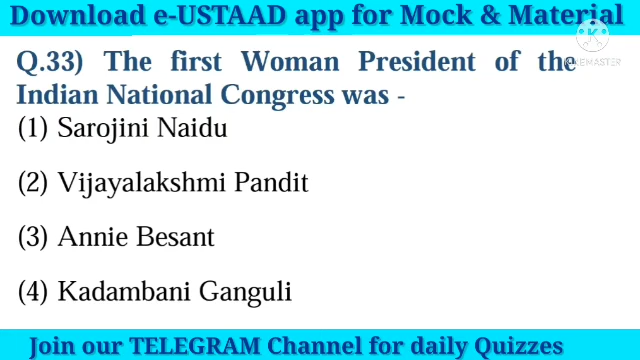 Download e-USTAAD app for Mock & Material
Q.33) The first Woman President of the
Indian National Congress was -
(1) Sarojini Naidu
(2) Vijayalakshmi Pandit
(3) Annie Besant
(4) Kadambani Ganguli
Join our TELEGRAM Channel for daily Quizzes